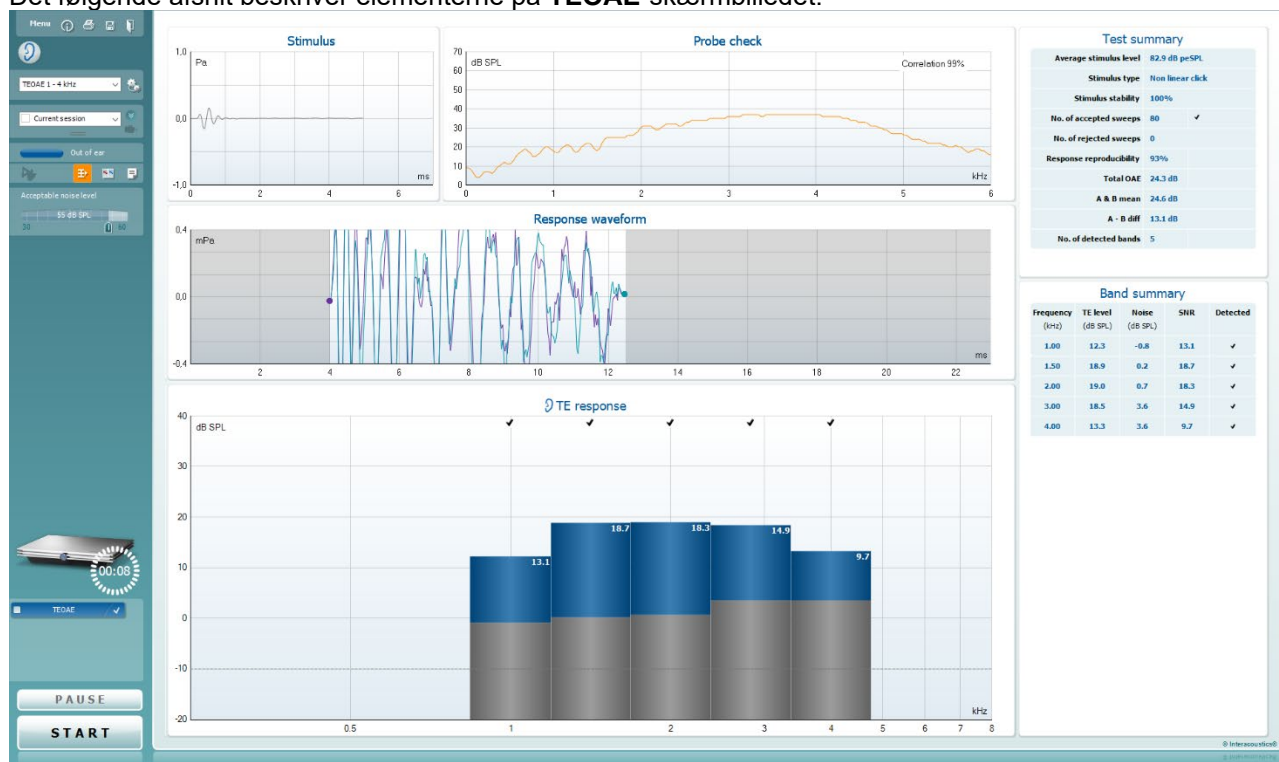 Det følgende afsnit beskriver elementerne på TEOAE-skærmbilledet.
Menu
TEOAE 1 - 4 kHz
Current session
Out of ear
Acceptable noise level
55 dB SPL
30 60
00:08
TEOAE
PAUSE
START
Stimulus
1,0
Pa
0,0
-1,0
0 2 4 6
ms
Probe check
70
dB SPL
Correlation 99%
60
50
40
30
20
10
0
0 1 2 3 4 5 6
kHz
Response waveform
0,4
mPa
0,0
-0,4
2 4 6 8 10 12 14 16 18 20 22
ms
TE response
40
dB SPL
30
20
10
0
-10
-20
13.1 18.7 18.3 14.9 9.7
kHz
0.5 1 2 3 4 5 6 7 8
Test summary
Average stimulus level 82.9 dB peSPL
Stimulus type Non linear click
Stimulus stability 100%
No. of accepted sweeps 80 ✔
No. of rejected sweeps 0
Response reproducibility 93%
Total OAE 24.3 dB
A & B mean 24.6 dB
A - B diff 13.1 dB
No. of detected bands 5
Band summary
Frequency TE level Noise SNR Detected
(kHz) (dB SPL) (dB SPL)
1.00 12.3 -0.8 13.1 ✔
1.50 18.9 0.2 18.7 ✔
2.00 19.0 0.7 18.3 ✔
3.00 18.5 3.6 14.9 ✔
4.00 13.3 3.6 9.7 ✔
© Interacoustics®